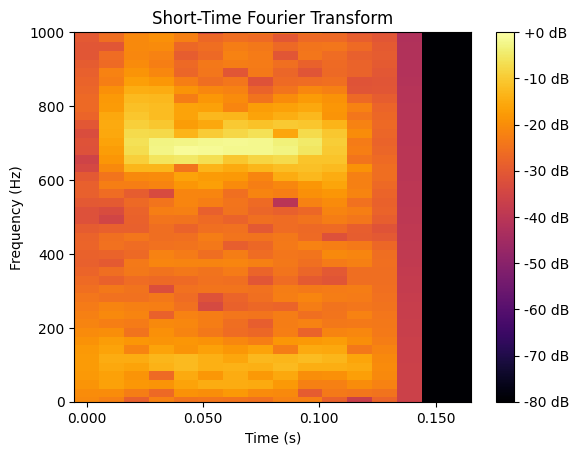 Short-Time Fourier Transform
1000
800
600
400
200
0
Frequency (Hz)
0.000
0.050
0.100
0.150
Time (s)
+0 dB
-10 dB
-20 dB
-30 dB
-40 dB
-50 dB
-60 dB
-70 dB
-80 dB